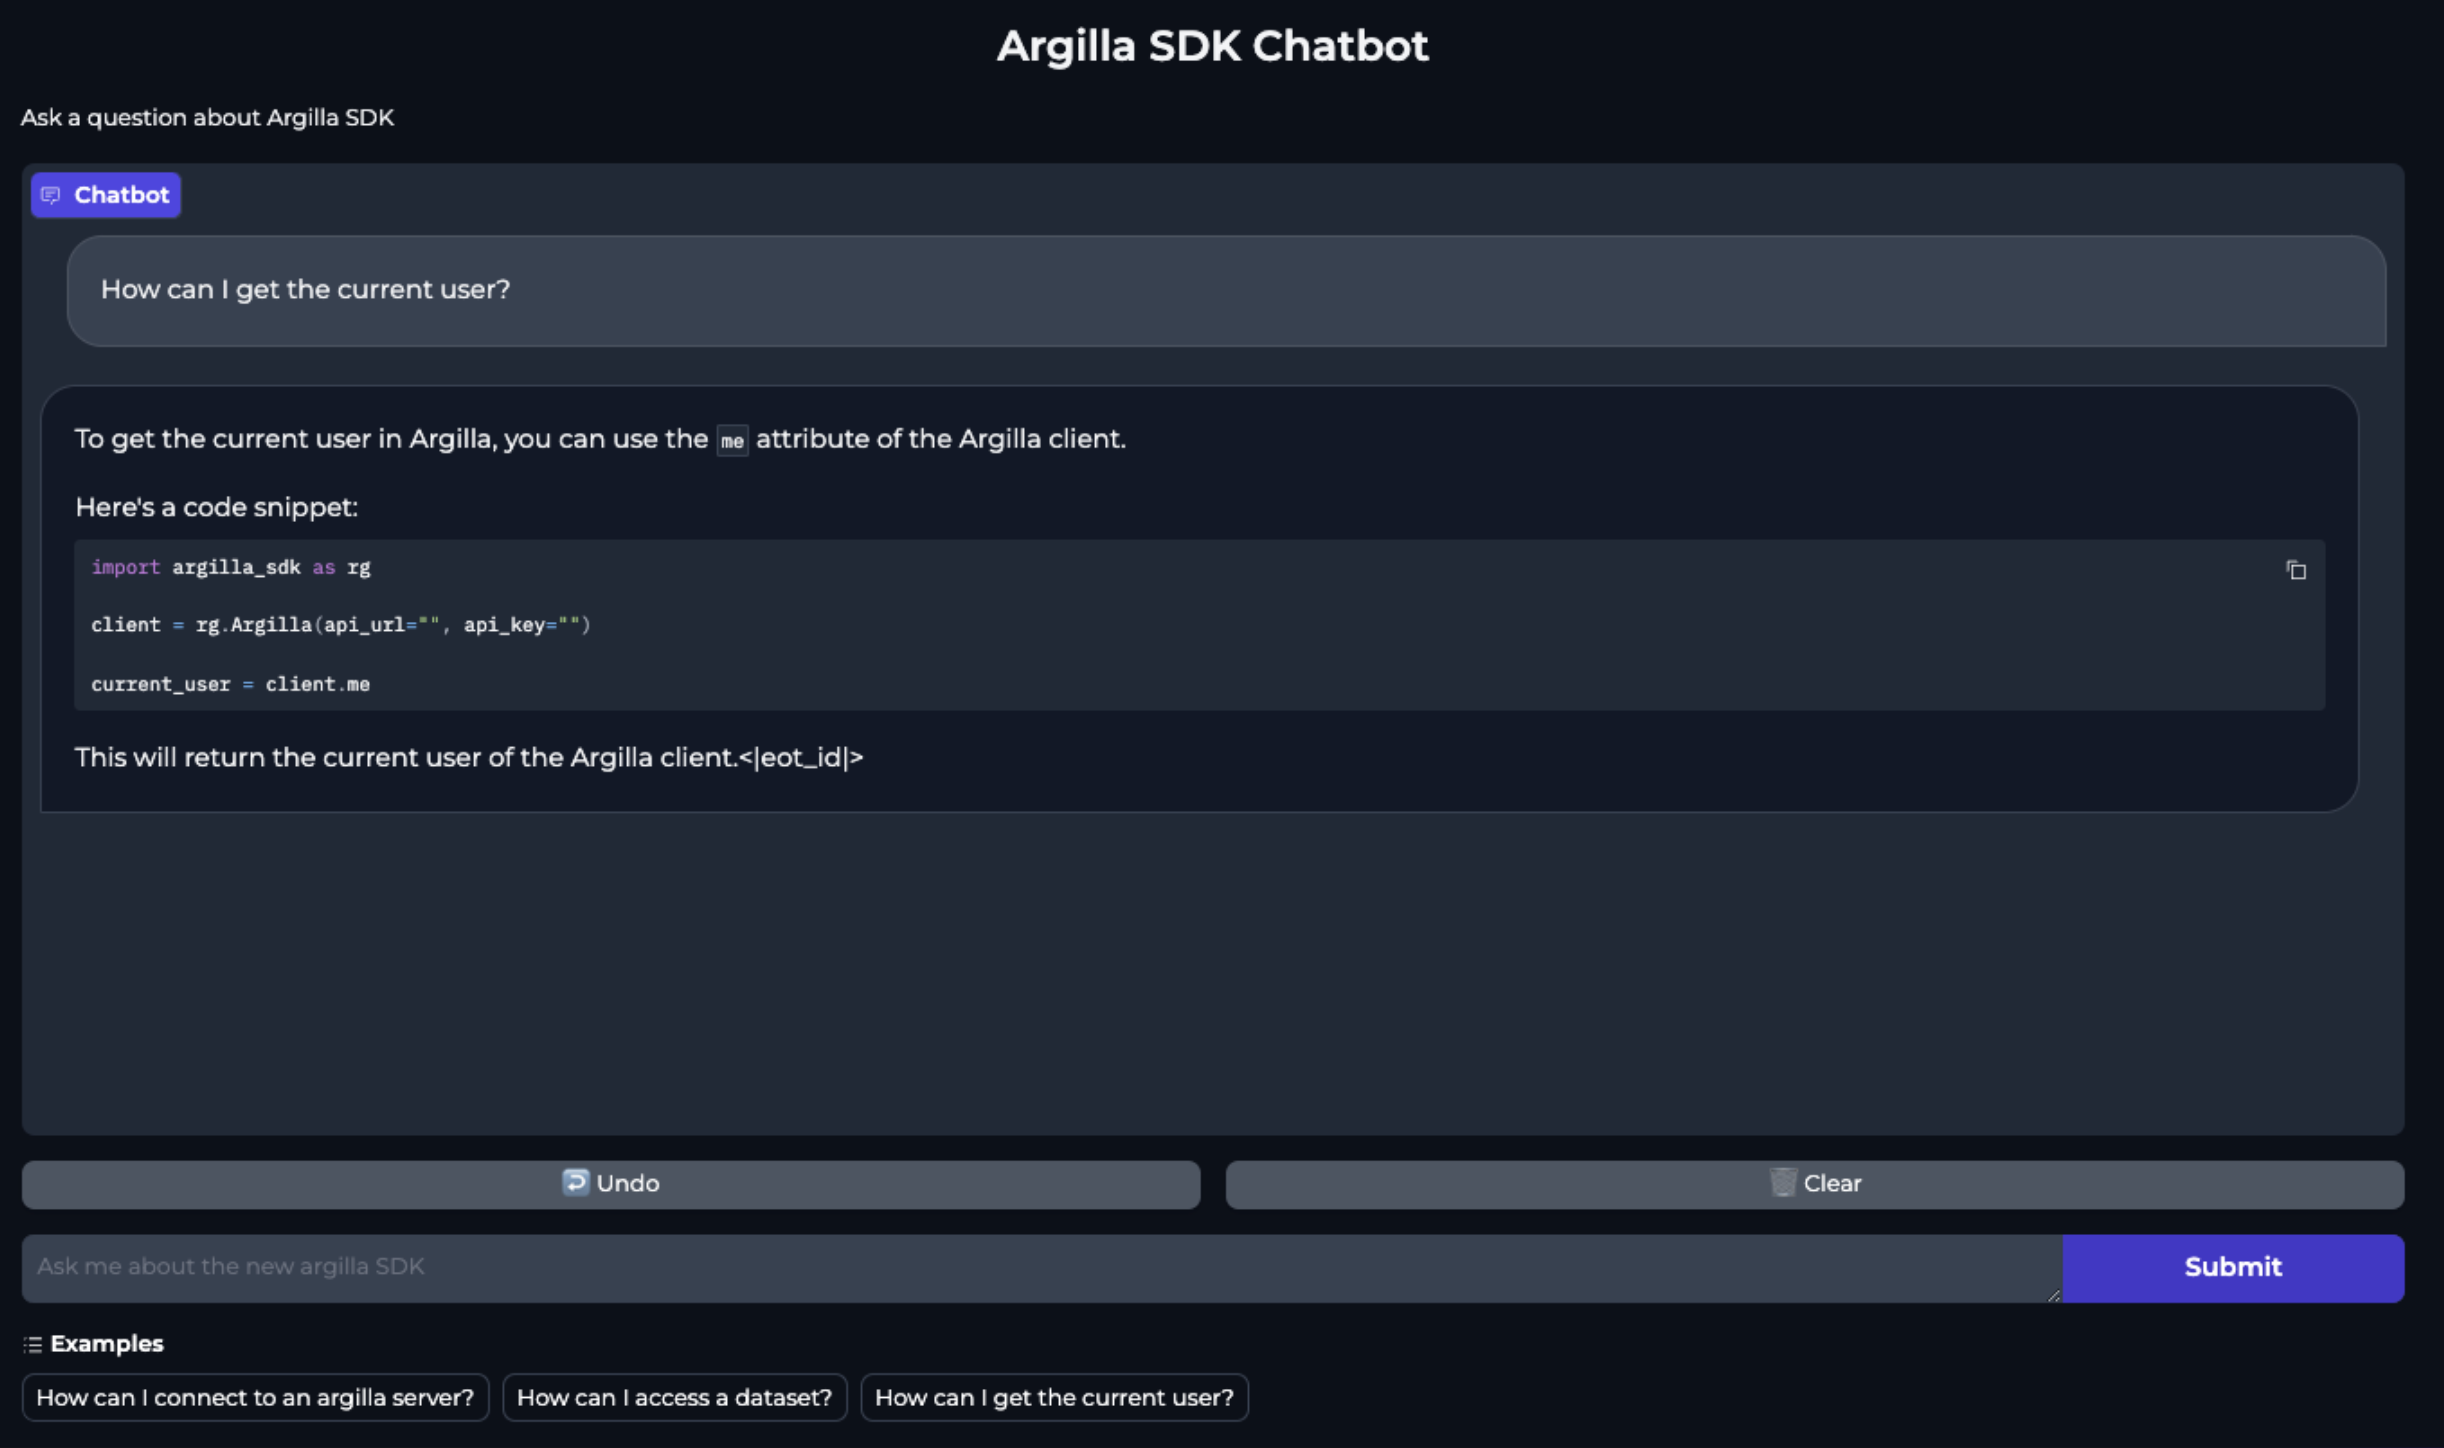 Argilla SDK Chatbot
Ask a question about Argilla SDK
Chatbot
How can I get the current user?
To get the current user in Argilla, you can use the me attribute of the Argilla client.
Here's a code snippet:
import argilla_sdk as rg
client = rg.Argilla(api_url="", api_key="")
current_user = client.me
This will return the current user of the Argilla client.<|eot_id|>
Undo
Clear
Ask me about the new argilla SDK
Submit
Examples
How can I connect to an argilla server?
How can I access a dataset?
How can I get the current user?